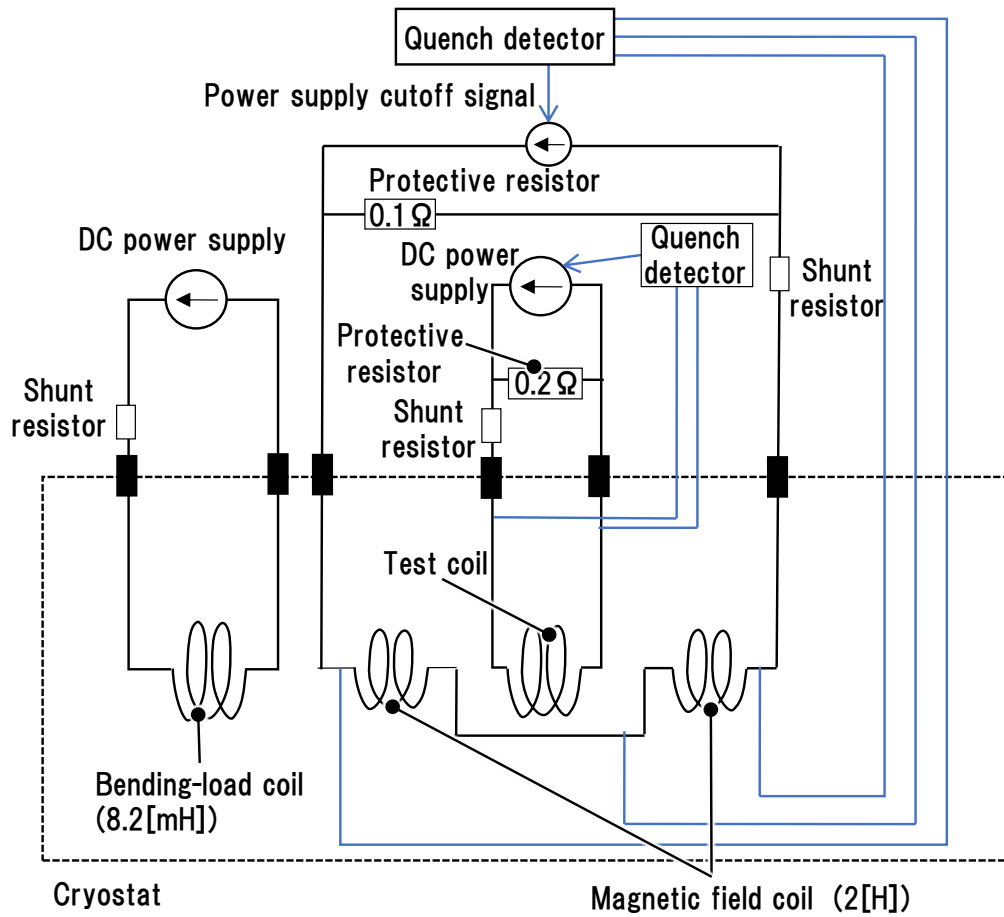 Quench detector
Power supply cutoff signal
Protective resistor
0.1Ω
DC power supply
DC power
supply
Quench
detector
Shunt
resistor
Protective
resistor
0.2Ω
Shunt
resistor
Shunt
resistor
Test coil
Bending-load coil
(8.2[mH])
Cryostat
Magnetic field coil (2[H])